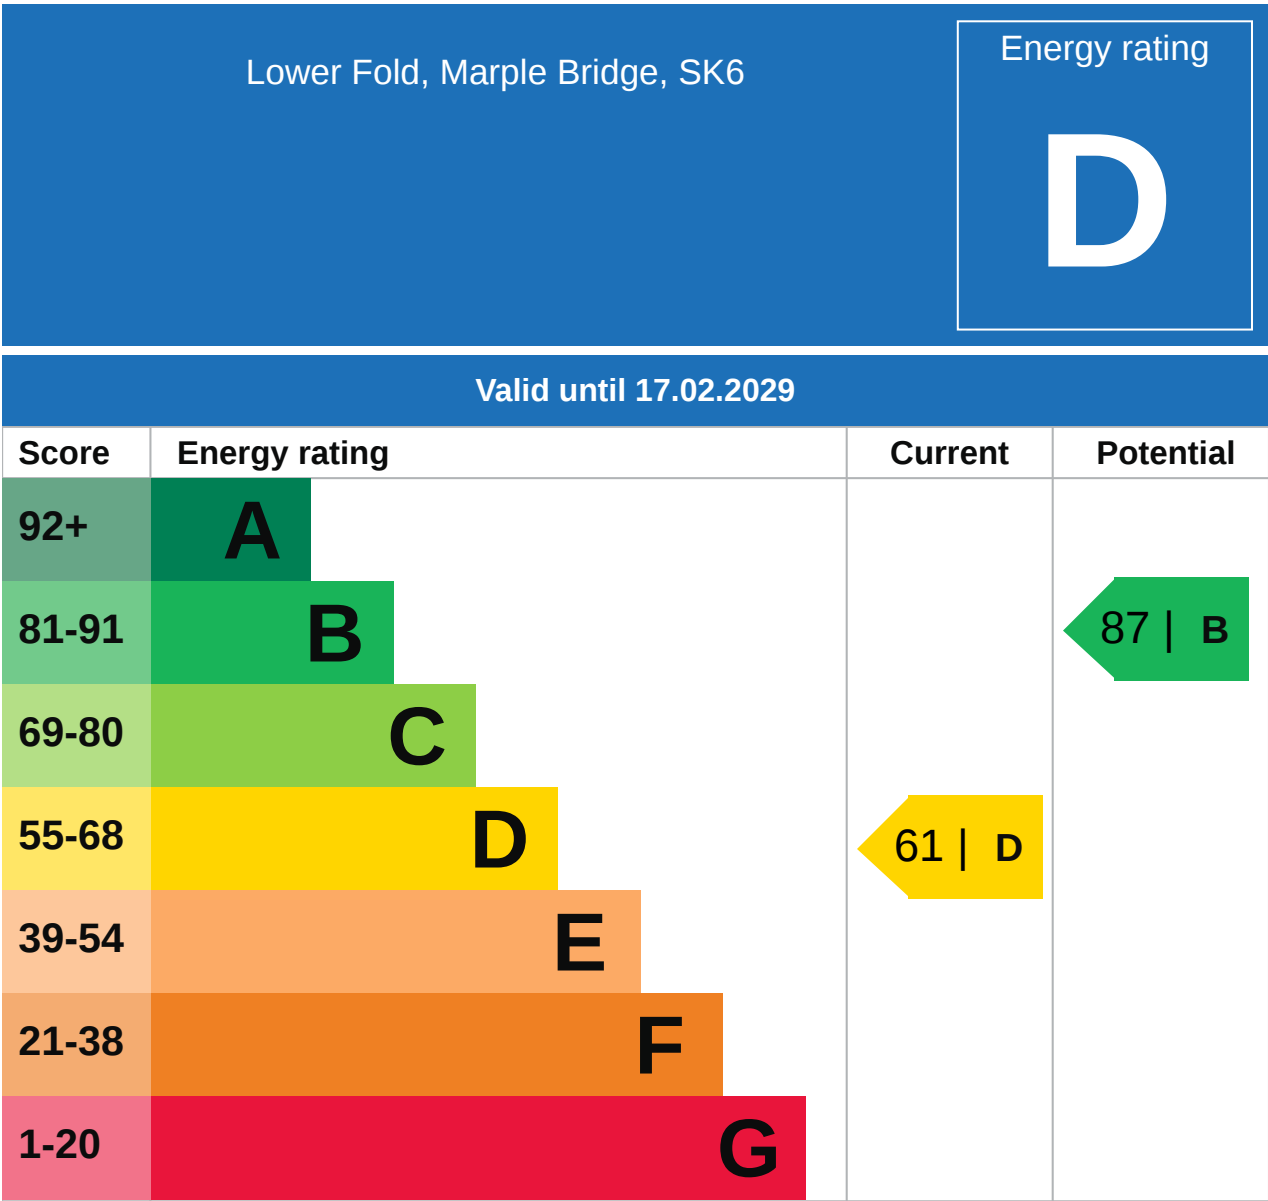 Lower Fold, Marple Bridge, SK6
Energy rating
D
Valid until 17.02.2029
Score Energy rating Current Potential
92+ A
81-91 B 87 | B
69-80 C
55-68 D 61 | D
39-54 E
21-38 F
1-20 G